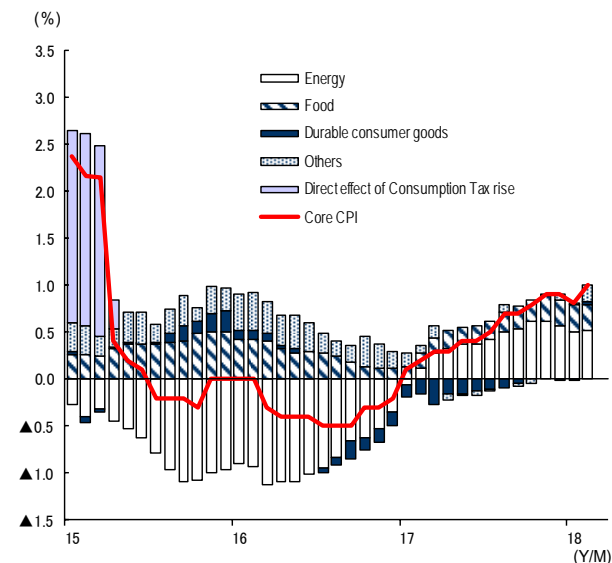 (%)
3.5
3.0
2.5
2.0
1.5
1.0
0.5
0.0
▲0.5
▲1.0
▲1.5
Energy
Food
Durable consumer goods
Others
Direct effect of Consumption Tax rise
Core CPI
15 16 17 18
(Y/M)